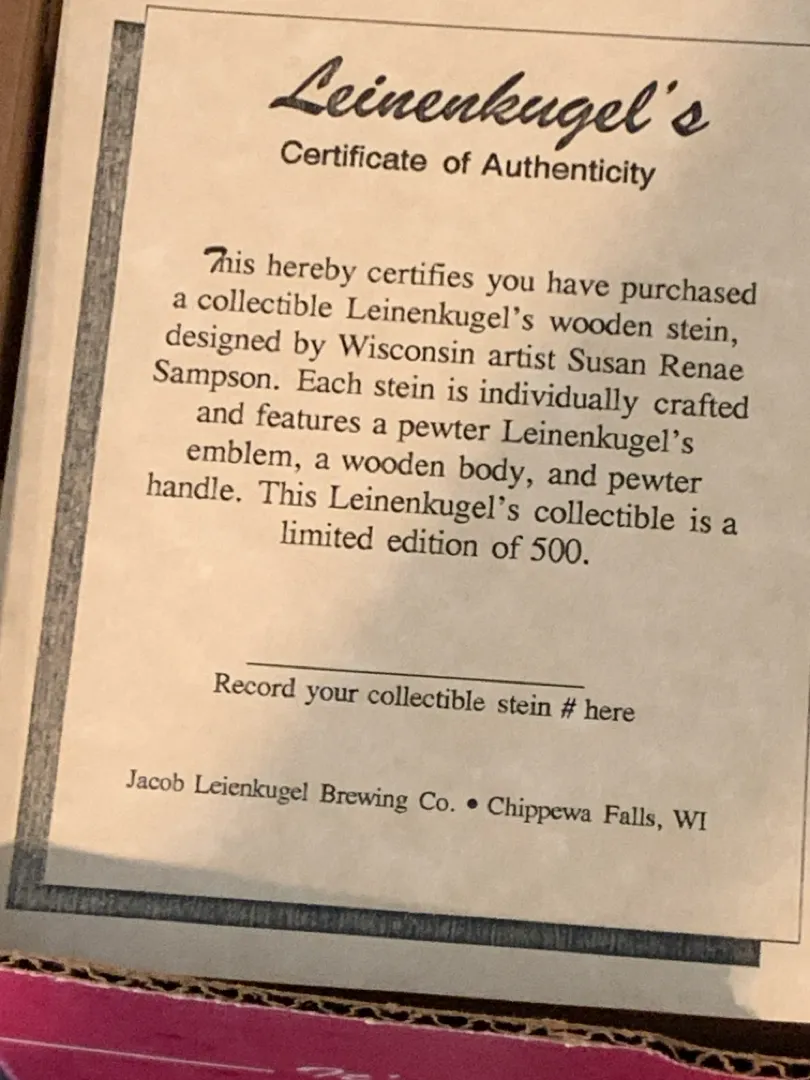 Leinenkugel's
Certificate of Authenticity
This hereby certifies you have purchased
a collectible Leinenkugel's wooden stein,
designed by Wisconsin artist Susan Renae
Sampson. Each stein is individually crafted
and features a pewter Leinenkugel's
emblem, a wooden body, and pewter
handle. This Leinenkugel's collectible is a
limited edition of 500.
Record your collectible stein # here
Jacob Leienkugel Brewing Co. • Chippewa Falls, WI